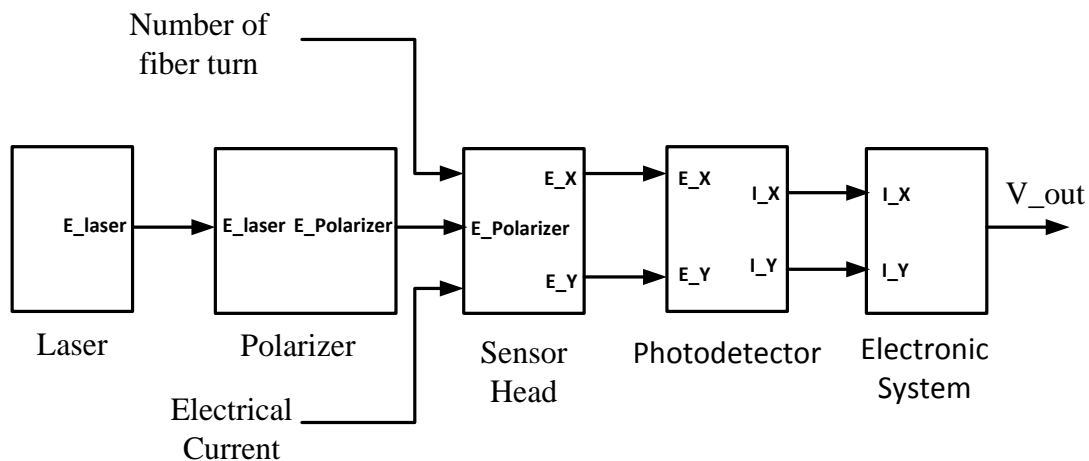 Number of
fiber turn
E_laser
E_laser E_Polarizer
E_X
E_Polarizer
E_Y
E_X
I_X
E_Y
I_Y
I_X
I_Y
V_out
Laser
Polarizer
Sensor
Head
Photodetector
Electronic
System
Electrical
Current